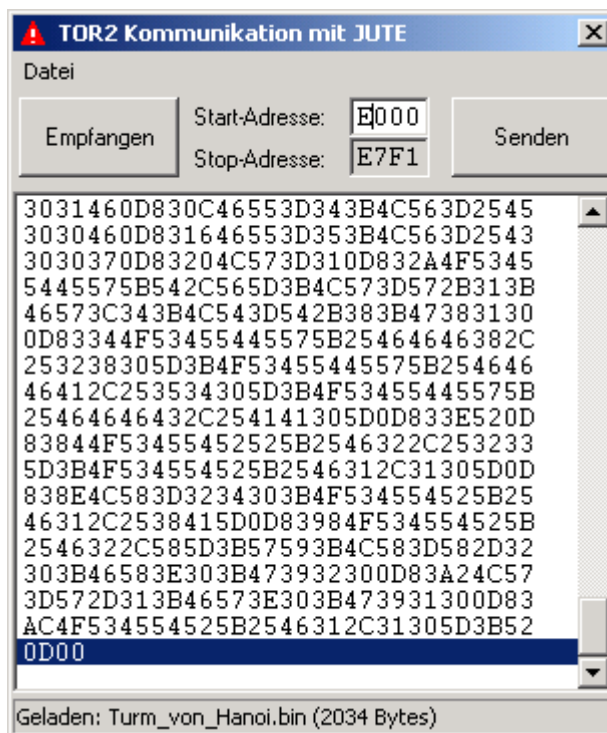 TOR2 Kommunikation mit JUTE
Datei
Empfangen
Start-Adresse: E000
Stop-Adresse: E7F1
Senden
3031460D830C46553D343B4C563D2545
3030460D831646553D353B4C563D2543
3030370D83204C573D310D832A4F5345
5445575B542C565D3B4C573D572B313B
46573C343B4C543D542B383B47383130
0D83344F53455445575B25464646382C
253238305D3B4F53455445575B254646
46412C253534305D3B4F53455445575B
25464646432C254141305D0D833E520D
83844F534554452525B2546322C253233
5D3B4F534554525B2546312C31305D0D
838E4C583D3234303B4F534554525B25
46312C2538415D0D83984F534554525B
2546322C585D3B57593B4C583D582D32
303B46583E303B473932300D83A24C57
3D572D313B46573E303B473931300D83
AC4F534554525B2546312C31305D3B52
0D00
Geladen: Turm_von_Hanoi.bin (2034 Bytes)